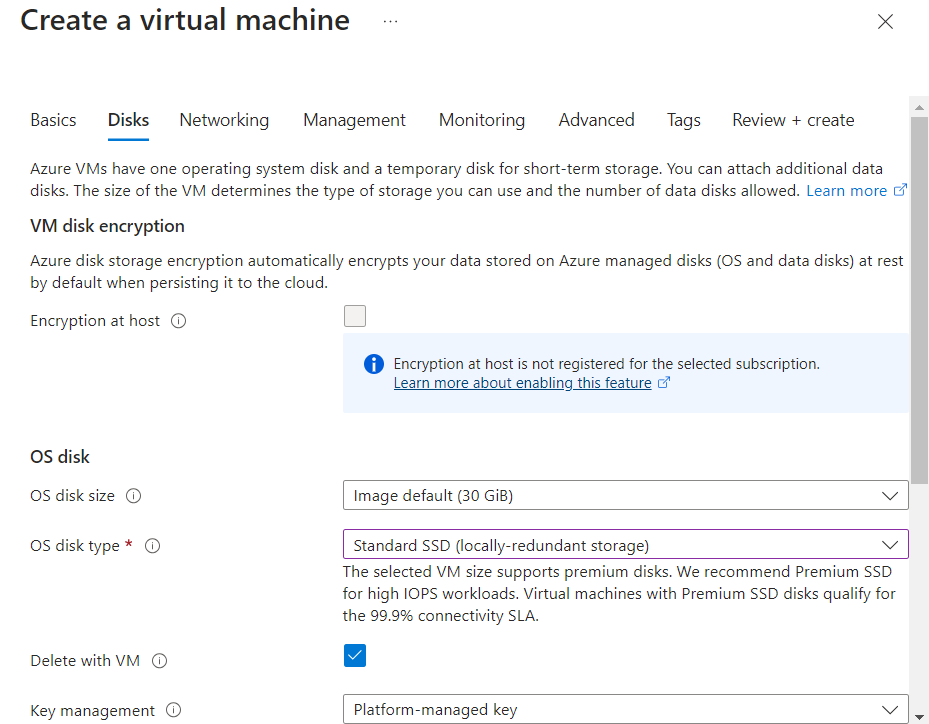 Create a virtual machine ...
Basics Disks Networking Management Monitoring Advanced Tags Review + create
Azure VMs have one operating system disk and a temporary disk for short-term storage. You can attach additional data
disks. The size of the VM determines the type of storage you can use and the number of data disks allowed. Learn more
VM disk encryption
Azure disk storage encryption automatically encrypts your data stored on Azure managed disks (OS and data disks) at rest
by default when persisting it to the cloud.
Encryption at host
Encryption at host is not registered for the selected subscription.
Learn more about enabling this feature
OS disk
OS disk size Image default (30 GiB)
OS disk type * Standard SSD (locally-redundant storage)
The selected VM size supports premium disks. We recommend Premium SSD
for high IOPS workloads. Virtual machines with Premium SSD disks qualify for
the 99.9% connectivity SLA.
Delete with VM
Key management Platform-managed key